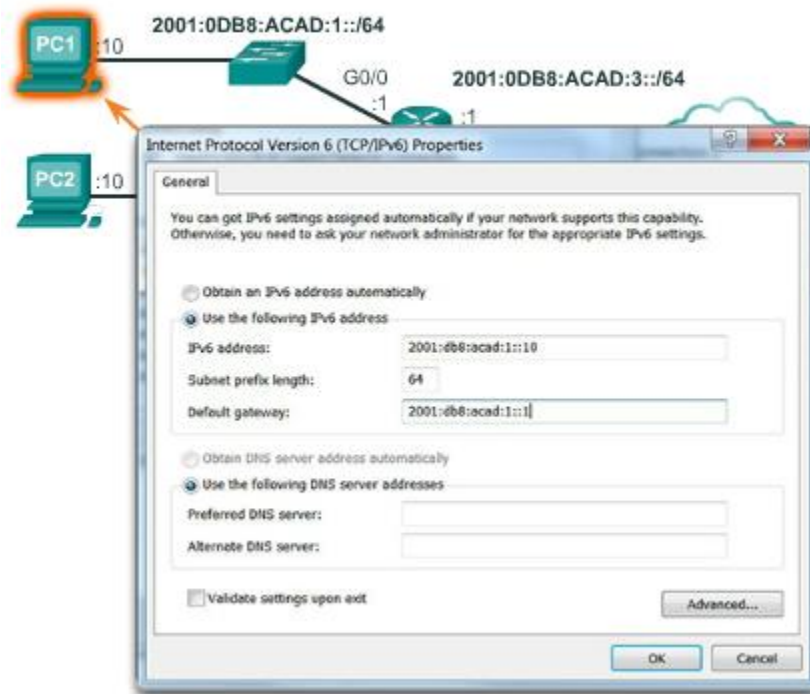 2001:0DB8:ACAD:1::/64
PC1 :10
G0/0
2001:0DB8:ACAD:3::/64
:1
:1
Internet Protocol Version 6 (TCP/IPv6) Properties
PC2 :10
General
You can get IPv6 settings assigned automatically if your network supports this capability.
Otherwise, you need to ask your network administrator for the appropriate IPv6 settings.
Obtain an IPv6 address automatically
Use the following IPv6 address
IPv6 address: 2001:db8:acad:1::10
Subnet prefix length: 64
Default gateway: 2001:db8:acad:1::1
Obtain DNS server address automatically
Use the following DNS server addresses
Preferred DNS server:
Alternate DNS server:
Validate settings upon exit
Advanced...
OK Cancel